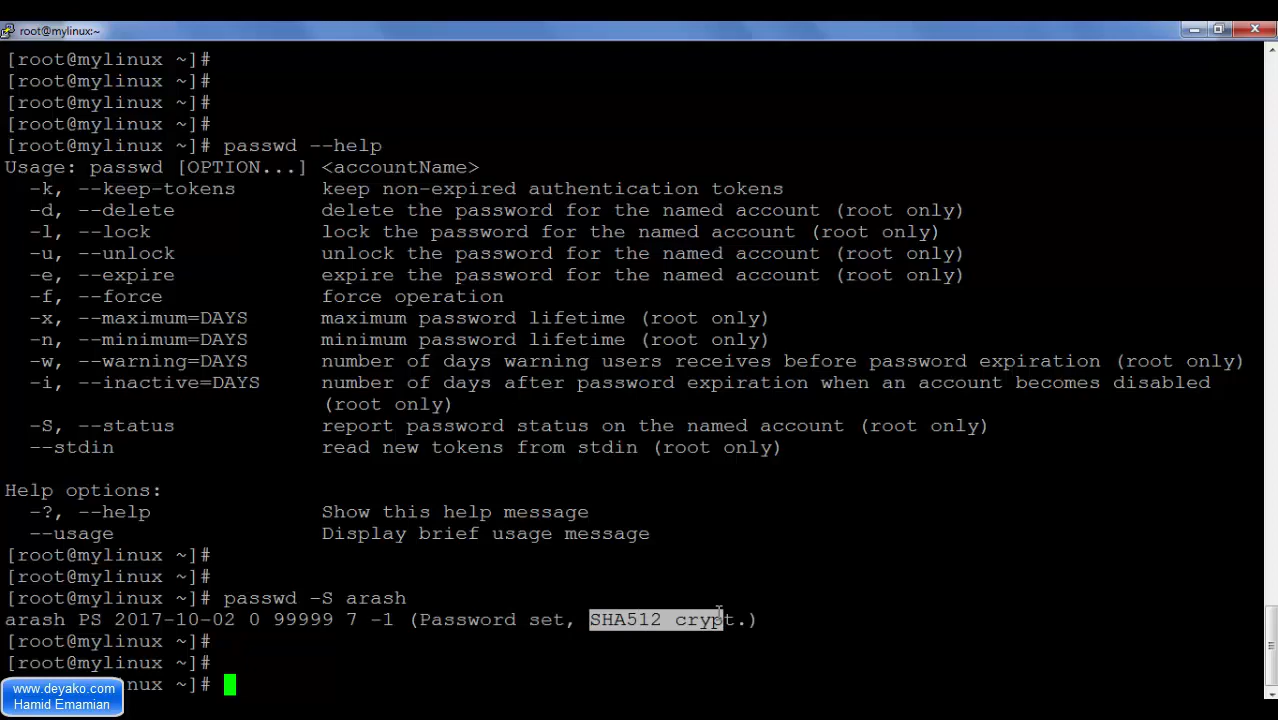 root@mylinux:~
[root@mylinux ~]#
[root@mylinux ~]#
[root@mylinux ~]#
[root@mylinux ~]#
[root@mylinux ~]# passwd --help
Usage: passwd [OPTION...] <accountName>
-k, --keep-tokens keep non-expired authentication tokens
-d, --delete delete the password for the named account (root only)
-l, --lock lock the password for the named account (root only)
-u, --unlock unlock the password for the named account (root only)
-e, --expire expire the password for the named account (root only)
-f, --force force operation
-x, --maximum=DAYS maximum password lifetime (root only)
-n, --minimum=DAYS minimum password lifetime (root only)
-w, --warning=DAYS number of days warning users receives before password expiration (root only)
-i, --inactive=DAYS number of days after password expiration when an account becomes disabled
(root only)
-S, --status report password status on the named account (root only)
--stdin read new tokens from stdin (root only)
Help options:
-?, --help Show this help message
--usage Display brief usage message
[root@mylinux ~]#
[root@mylinux ~]#
[root@mylinux ~]# passwd -S arash
arash PS 2017-10-02 0 99999 7 -1 (Password set, SHA512 crypt.)
[root@mylinux ~]#
[root@mylinux ~]#
linux ~]#
www.deyako.com
Hamid Emamian